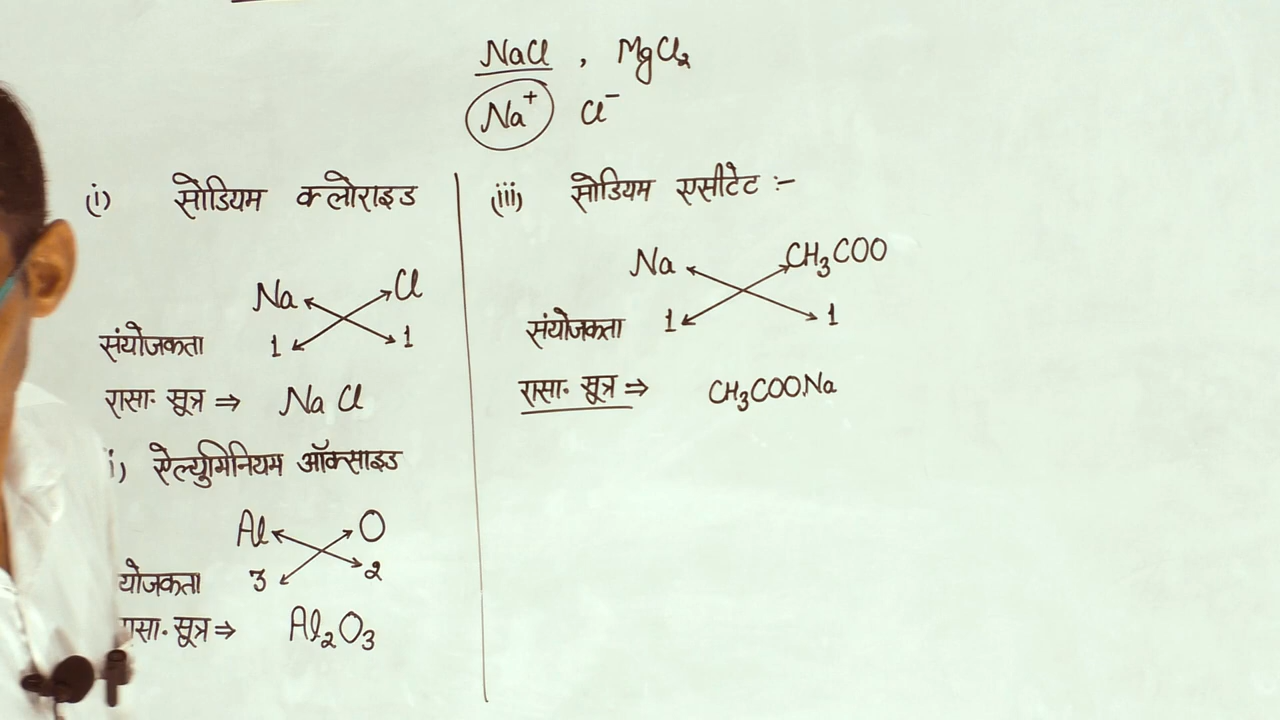 NaCl , MgCl₂
Na⁺ Cl⁻
(i) सोडियम क्लोराइड
Na Cl
संयोजकता 1 1
रासा. सूत्र ⇒ NaCl
i) ऐल्युमिनियम ऑक्साइड
Al O
योजकता 3 2
ासा. सूत्र ⇒ Al₂O₃
(iii) सोडियम एसीटेट :-
Na CH₃COO
संयोजकता 1 1
रासा. सूत्र ⇒ CH₃COONa